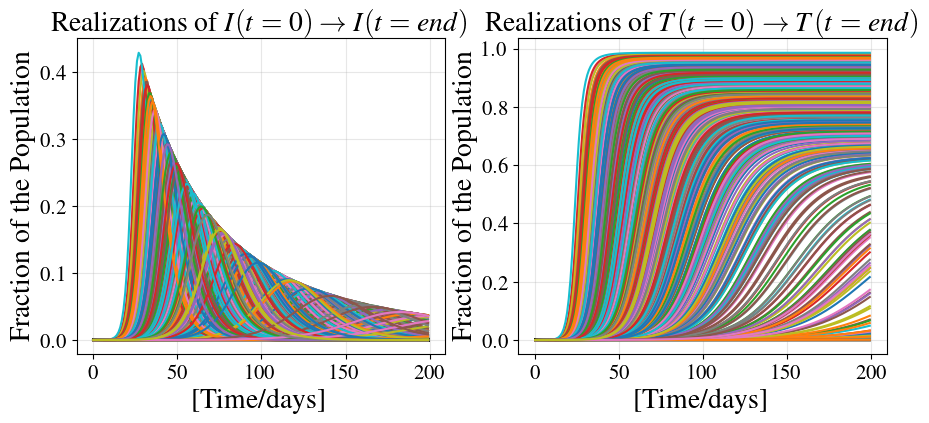 Realizations of I(t = 0) → I(t = end)
Fraction of the Population
0.4
0.3
0.2
0.1
0.0
0 50 100 150 200
[Time/days]
Realizations of T(t = 0) → T(t = end)
Fraction of the Population
1.0
0.8
0.6
0.4
0.2
0.0
0 50 100 150 200
[Time/days]